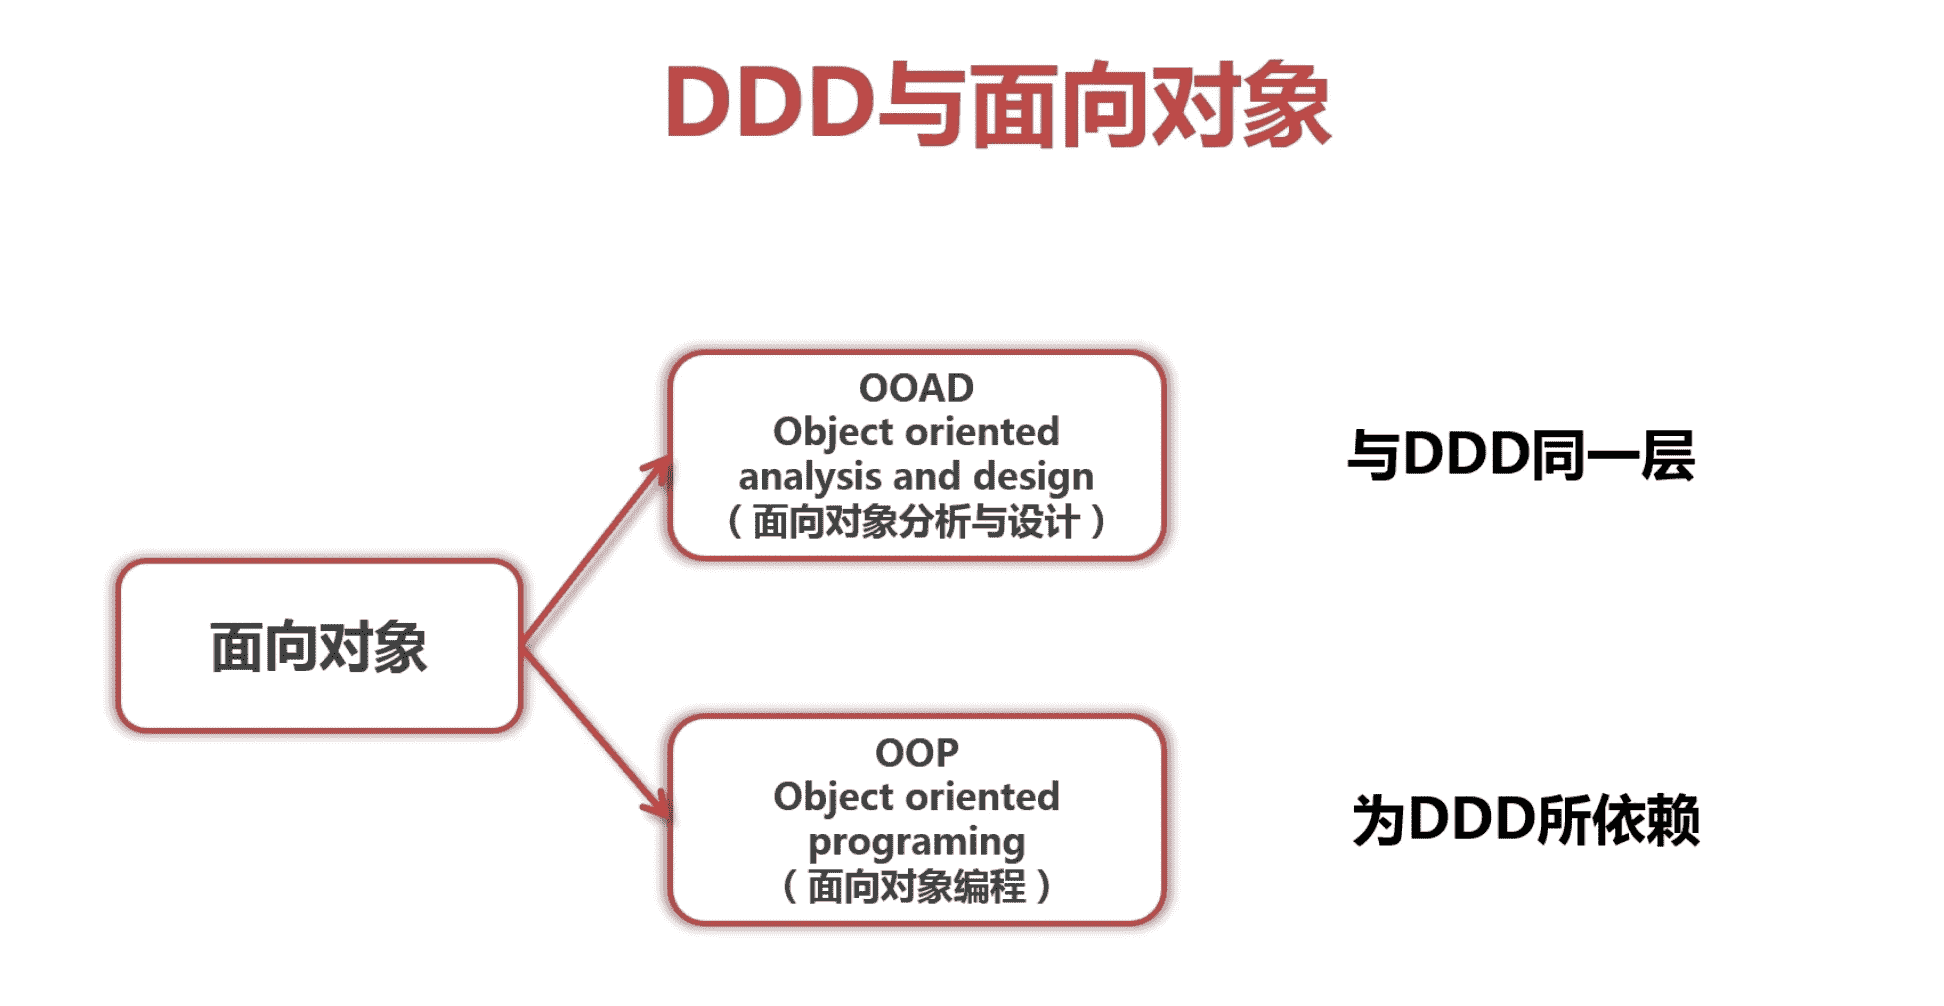 DDD与面向对象
OOAD
Object oriented
analysis and design
（面向对象分析与设计）
与DDD同一层
面向对象
OOP
Object oriented
programing
（面向对象编程）
为DDD所依赖